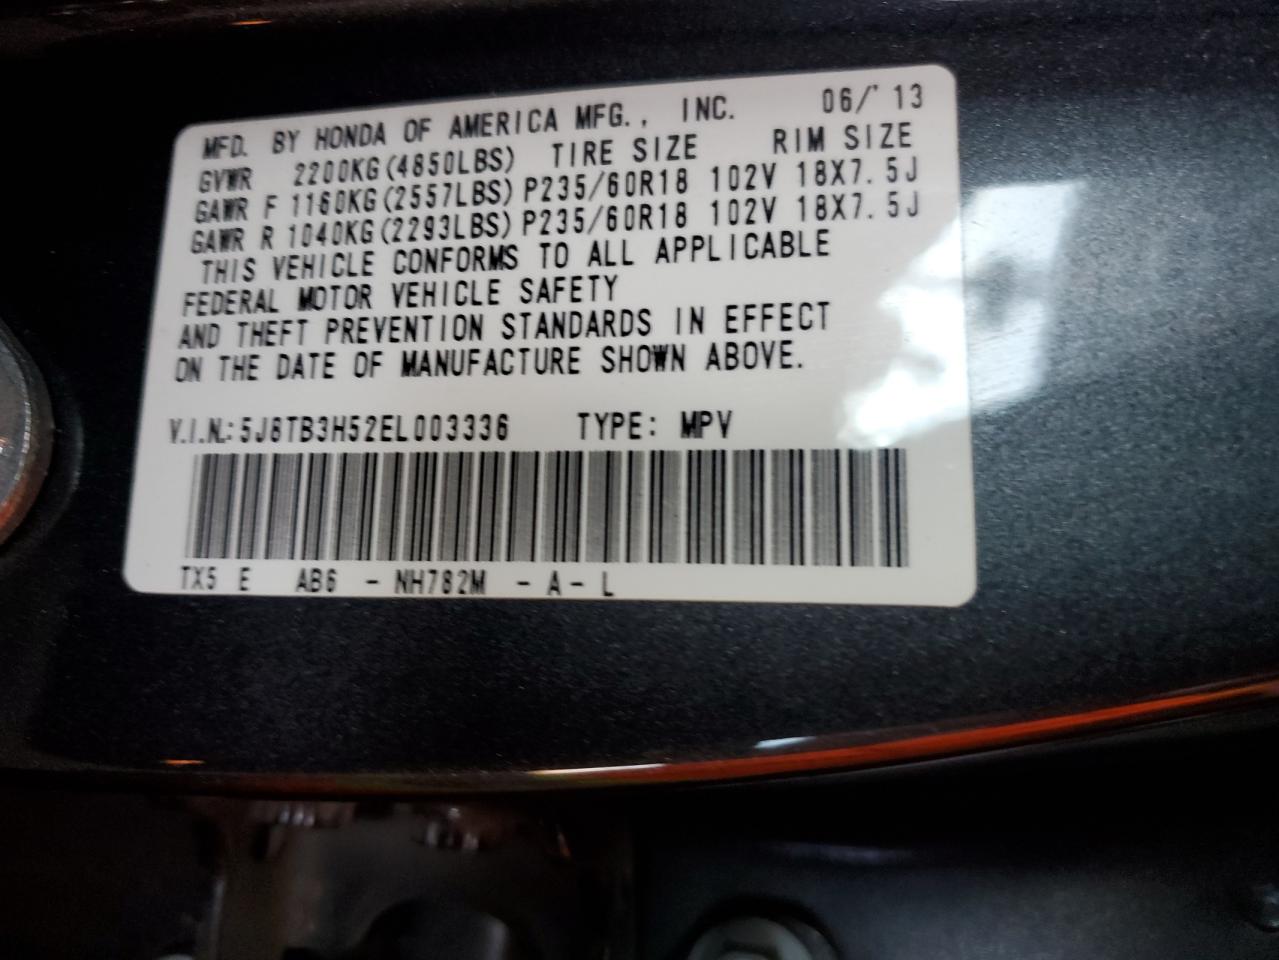 MFD. BY HONDA OF AMERICA MFG., INC. 06/'13
GVWR 2200KG(4850LBS) TIRE SIZE RIM SIZE
GAWR F 1160KG(2557LBS) P235/60R18 102V 18X7.5J
GAWR R 1040KG(2293LBS) P235/60R18 102V 18X7.5J
THIS VEHICLE CONFORMS TO ALL APPLICABLE
FEDERAL MOTOR VEHICLE SAFETY
AND THEFT PREVENTION STANDARDS IN EFFECT
ON THE DATE OF MANUFACTURE SHOWN ABOVE.
V.I.N.: 5J8TB3H52EL003336 TYPE: MPV
TX5 E AB6 - NH782M - A - L